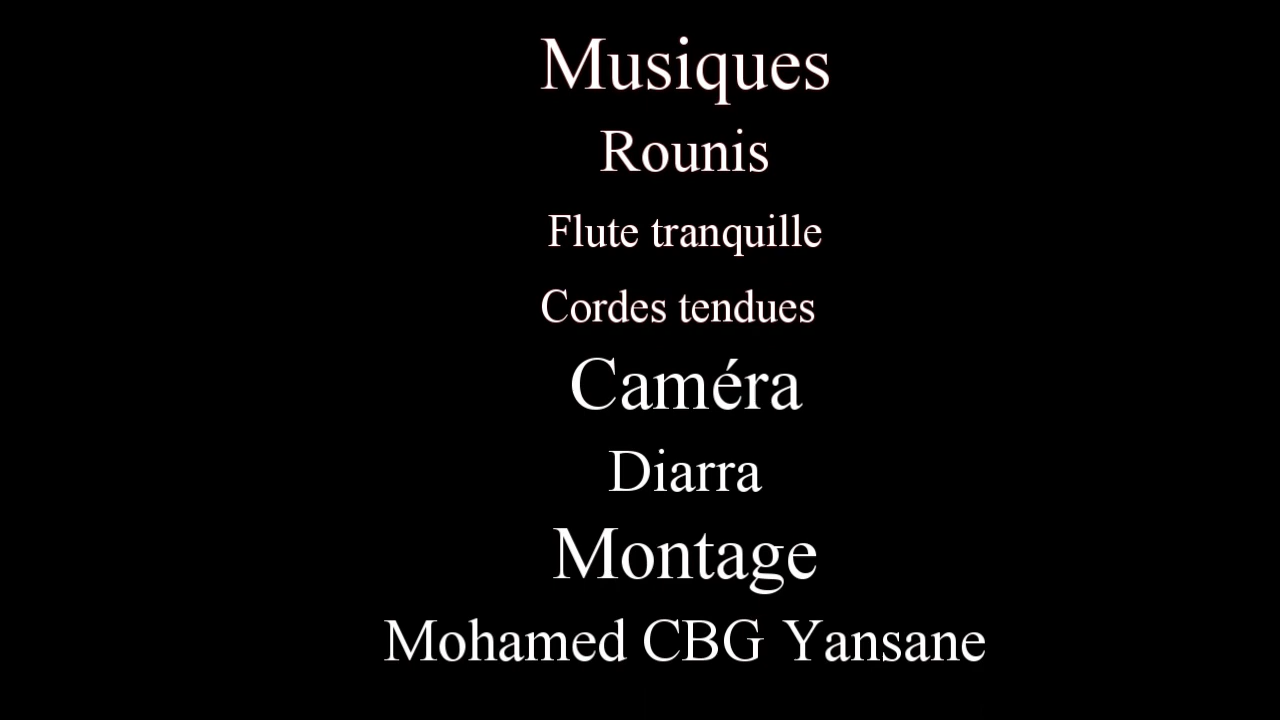 Musiques
Rounis
Flute tranquille
Cordes tendues
Caméra
Diarra
Montage
Mohamed CBG Yansane